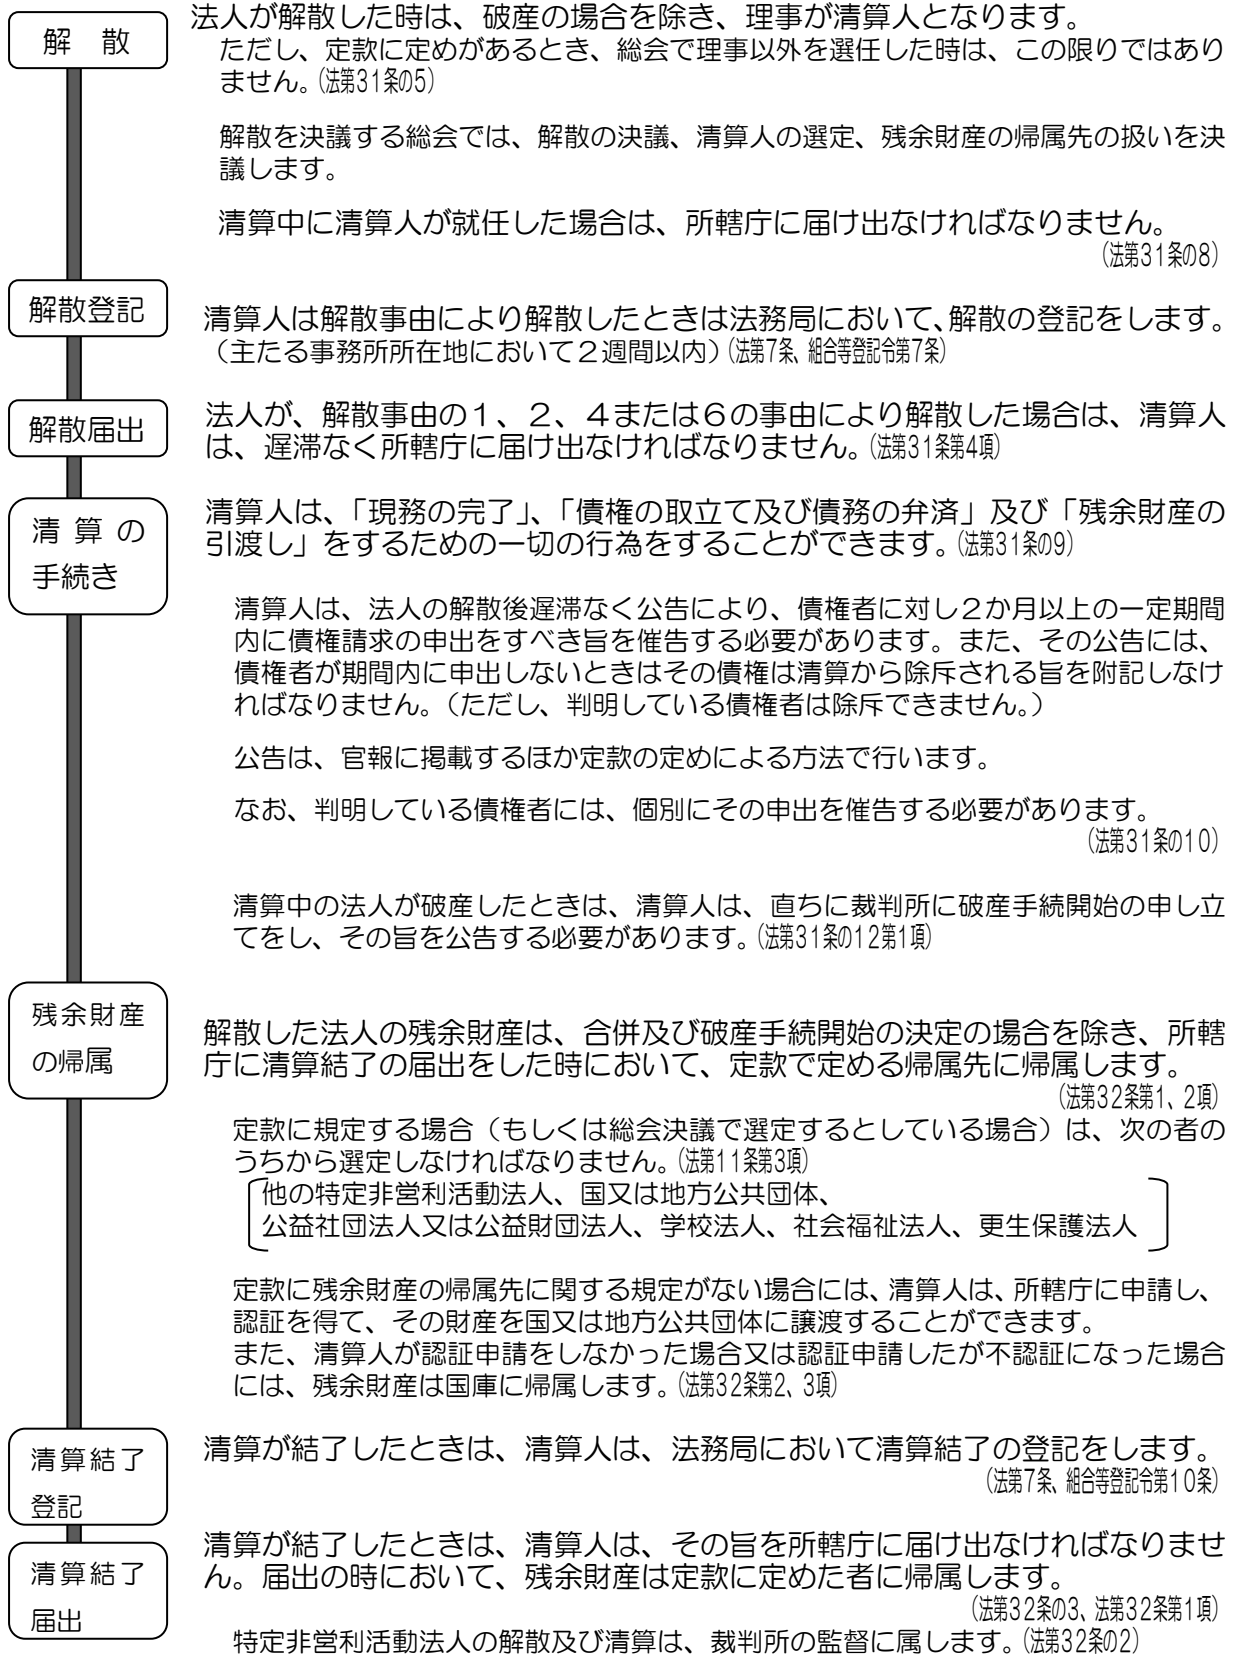 解　散
法人が解散した時は、破産の場合を除き、理事が清算人となります。
ただし、定款に定めがあるとき、総会で理事以外を選任した時は、この限りではあり
ません。(法第31条の5)
解散を決議する総会では、解散の決議、清算人の選定、残余財産の帰属先の扱いを決
議します。
清算中に清算人が就任した場合は、所轄庁に届け出なければなりません。
(法第31条の8)
解散登記
清算人は解散事由により解散したときは法務局において、解散の登記をします。
（主たる事務所所在地において２週間以内）(法第7条、組合等登記令第7条)
解散届出
法人が、解散事由の１、２、４または６の事由により解散した場合は、清算人
は、遅滞なく所轄庁に届け出なければなりません。(法第31条第4項)
清 算 の
手続き
清算人は、「現務の完了」、「債権の取立て及び債務の弁済」及び「残余財産の
引渡し」をするための一切の行為をすることができます。(法第31条の9)
清算人は、法人の解散後遅滞なく公告により、債権者に対し２か月以上の一定期間
内に債権請求の申出をすべき旨を催告する必要があります。また、その公告には、
債権者が期間内に申出しないときはその債権は清算から除斥される旨を附記しなけ
ればなりません。（ただし、判明している債権者は除斥できません。）
公告は、官報に掲載するほか定款の定めによる方法で行います。
なお、判明している債権者には、個別にその申出を催告する必要があります。
(法第31条の10)
清算中の法人が破産したときは、清算人は、直ちに裁判所に破産手続開始の申し立
てをし、その旨を公告する必要があります。(法第31条の12第1項)
残余財産
の帰属
解散した法人の残余財産は、合併及び破産手続開始の決定の場合を除き、所轄
庁に清算結了の届出をした時において、定款で定める帰属先に帰属します。
(法第32条第1、2項)
定款に規定する場合（もしくは総会決議で選定するとしている場合）は、次の者の
うちから選定しなければなりません。(法第11条第3項)
他の特定非営利活動法人、国又は地方公共団体、
公益社団法人又は公益財団法人、学校法人、社会福祉法人、更生保護法人
定款に残余財産の帰属先に関する規定がない場合には、清算人は、所轄庁に申請し、
認証を得て、その財産を国又は地方公共団体に譲渡することができます。
また、清算人が認証申請をしなかった場合又は認証申請したが不認証になった場合
には、残余財産は国庫に帰属します。(法第32条第2、3項)
清算結了
登記
清算が結了したときは、清算人は、法務局において清算結了の登記をします。
(法第7条、組合等登記令第10条)
清算結了
届出
清算が結了したときは、清算人は、その旨を所轄庁に届け出なければなりませ
ん。届出の時において、残余財産は定款に定めた者に帰属します。
(法第32条の3、法第32条第1項)
特定非営利活動法人の解散及び清算は、裁判所の監督に属します。(法第32条の2)